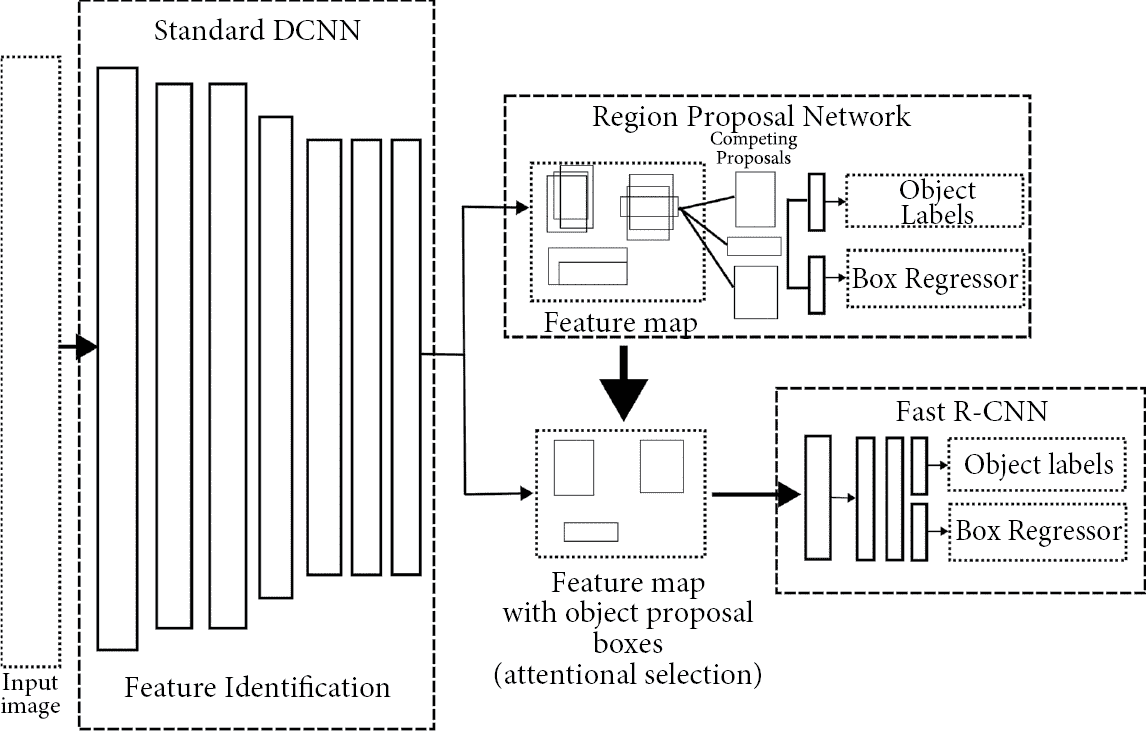 Standard DCNN
Input
image
Feature Identification
Region Proposal Network
Competing
Proposals
Object
Labels
Box Regressor
Feature map
Feature map
with object proposal
boxes
(attentional selection)
Fast R-CNN
Object labels
Box Regressor